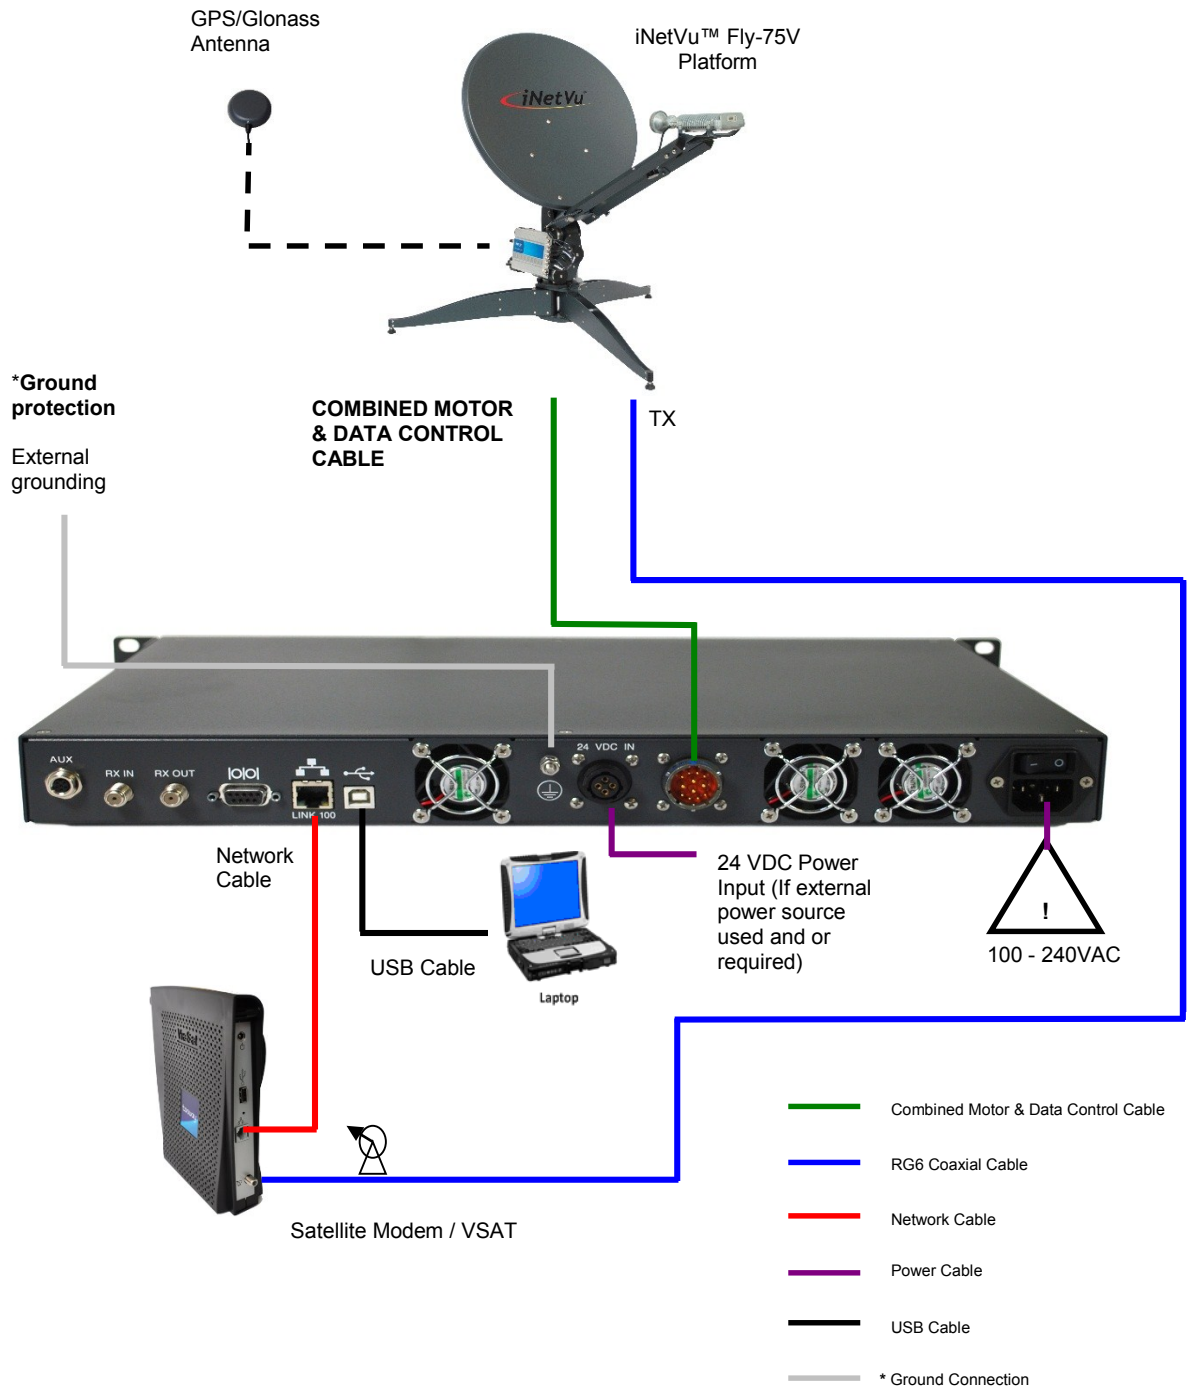 GPS/Glonass
Antenna
iNetVu™ Fly-75V
Platform
iNetVu
*Ground
protection
External
grounding
COMBINED MOTOR
& DATA CONTROL
CABLE
TX
AUX
RX IN
RX OUT
|O|O|
LINK 100
24 VDC IN
Network
Cable
USB Cable
Laptop
24 VDC Power
Input (If external
power source
used and or
required)
!
100 - 240VAC
ViaSat
Satellite Modem / VSAT
Combined Motor & Data Control Cable
RG6 Coaxial Cable
Network Cable
Power Cable
USB Cable
* Ground Connection